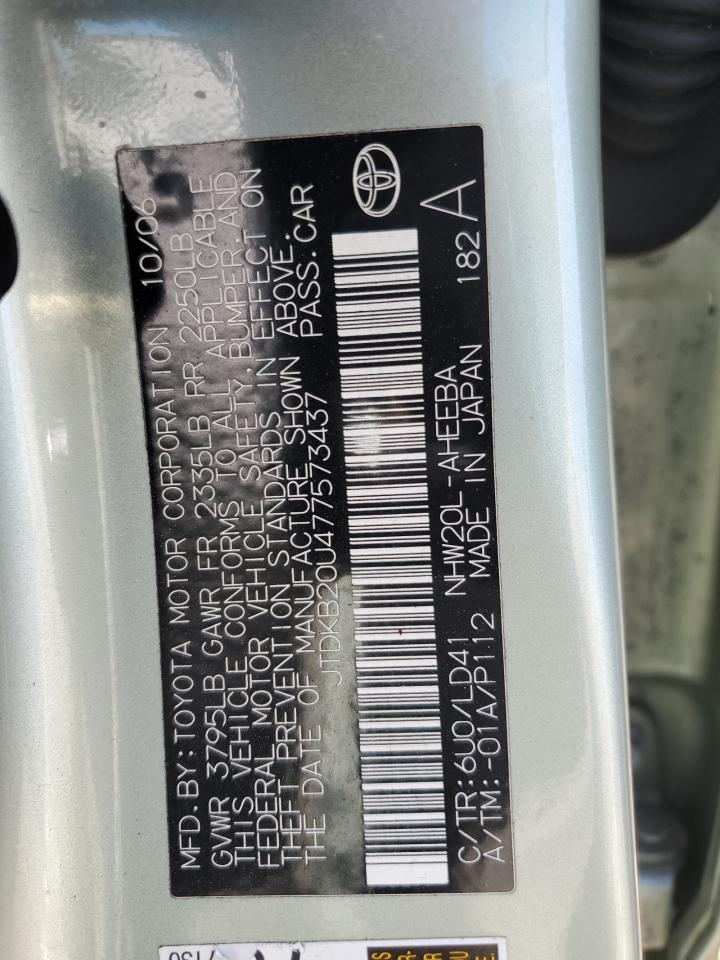 MFD.BY:TOYOTA MOTOR CORPORATION 10/06
GVWR 3795LB GAWR FR 2335LB RR 2250LB
THIS VEHICLE CONFORMS TO ALL APPLICABLE
FEDERAL MOTOR VEHICLE SAFETY,BUMPER,AND
THEFT PREVENTION STANDARDS IN EFFECT ON
THE DATE OF MANUFACTURE SHOWN ABOVE.
JTDKB20U477573437 PASS.CAR
C/TR:6U0/LD41 NHW20L-AHEEBA 182 A
A/TM:-01A/P112 MADE IN JAPAN